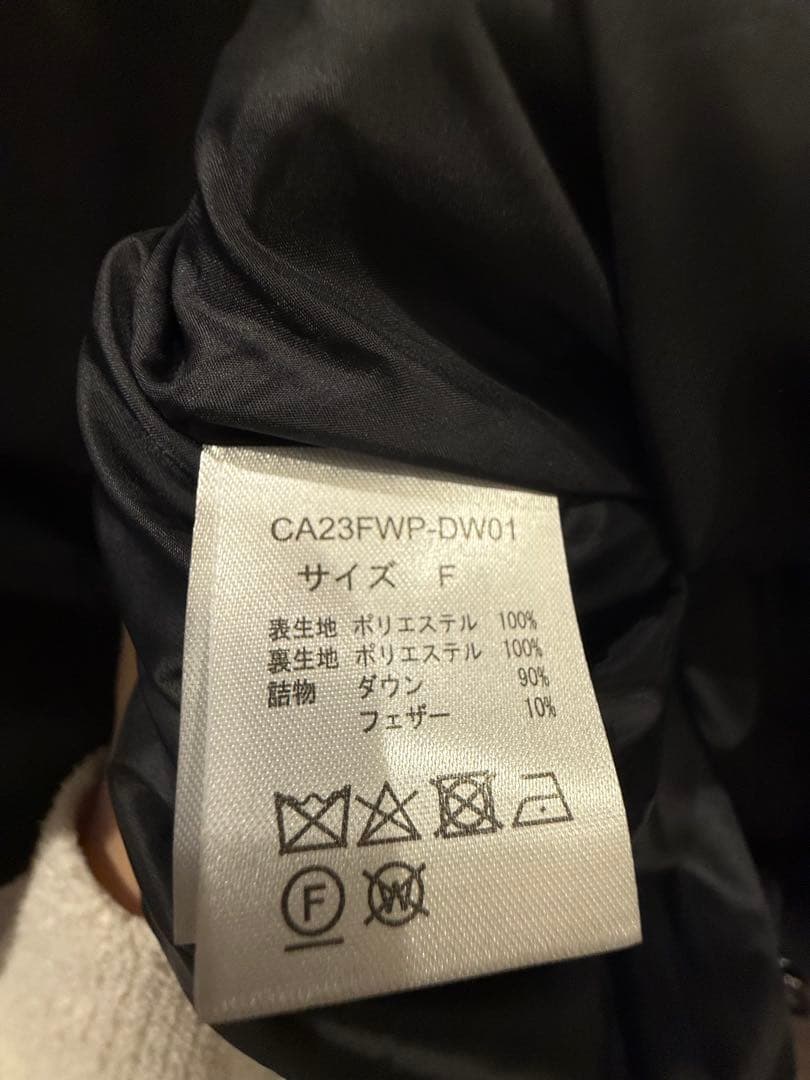 CA23FWP-DW01
サイズ F
表生地 ポリエステル 100%
裏生地 ポリエステル 100%
詰物 ダウン 90%
フェザー 10%
F
W